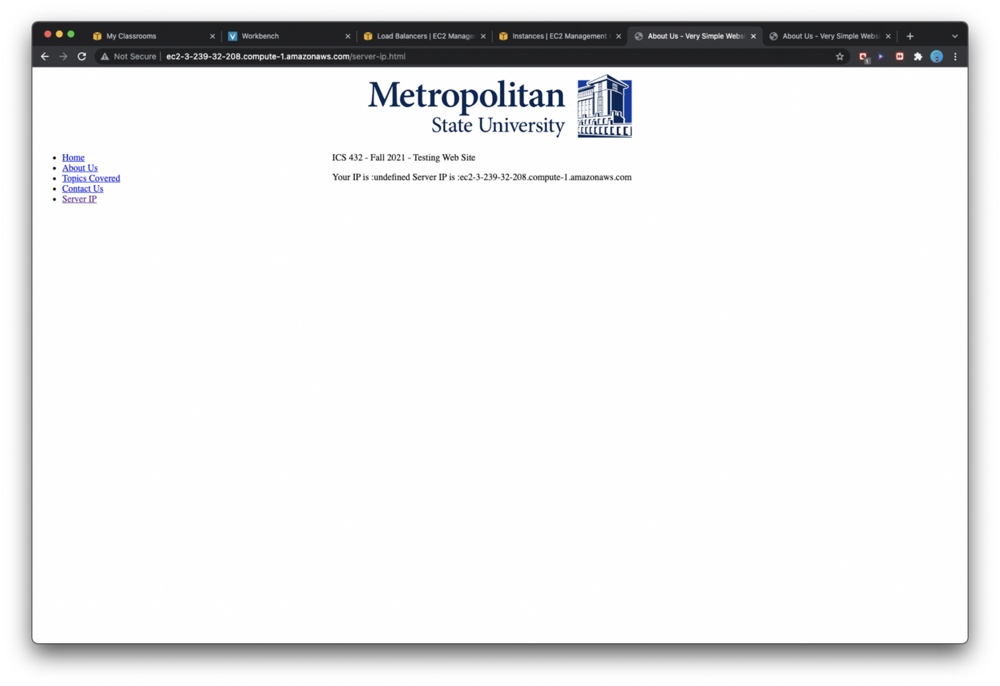 My Classrooms
Workbench
Load Balancers | EC2 Manage
Instances | EC2 Management
About Us - Very Simple Webs
About Us - Very Simple Webs
Not Secure | ec2-3-239-32-208.compute-1.amazonaws.com/server-ip.html
1
Metropolitan
State University
Home
About Us
Topics Covered
Contact Us
Server IP
ICS 432 - Fall 2021 - Testing Web Site
Your IP is :undefined Server IP is :ec2-3-239-32-208.compute-1.amazonaws.com